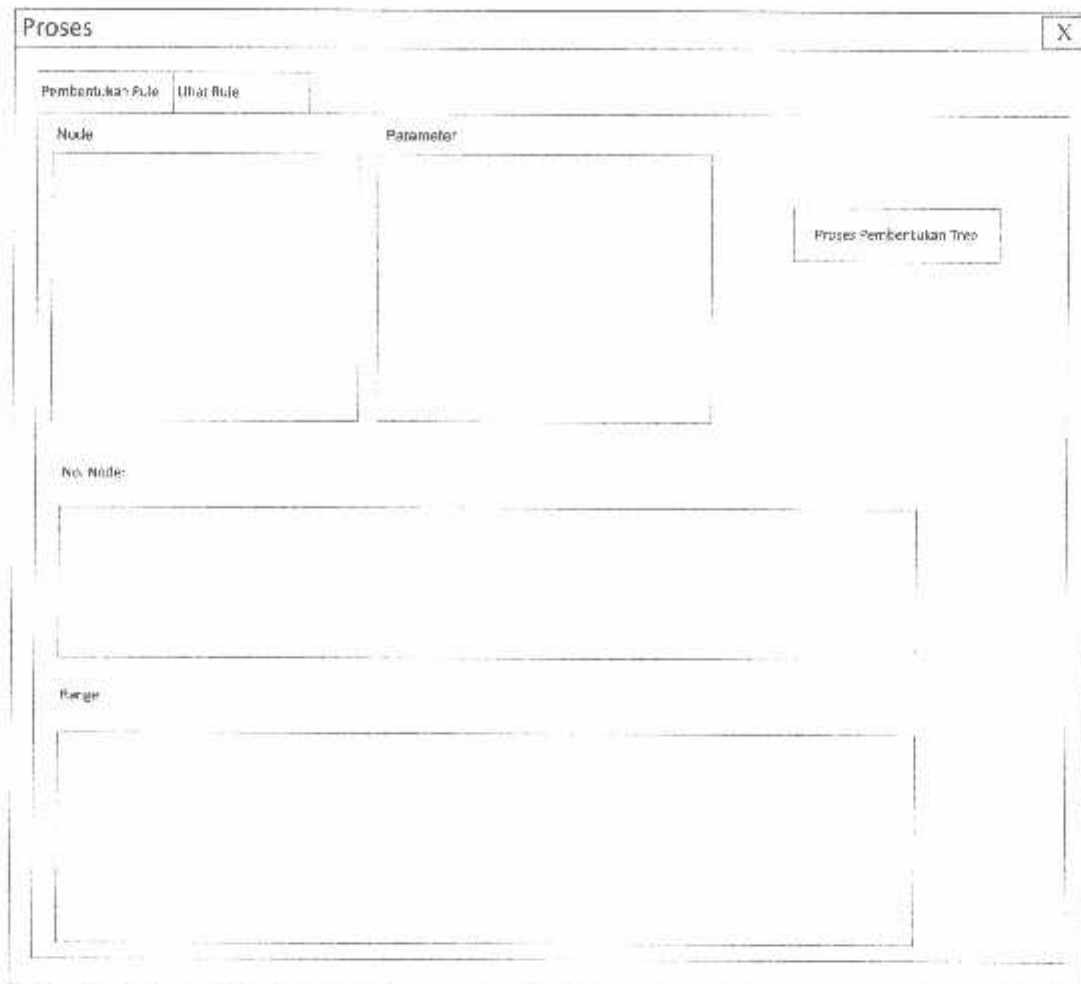 Proses
X
Pembentukan Rule
Lihat Rule
Node
Parameter
Proses Pembentukan Tree
No. Node:
Range